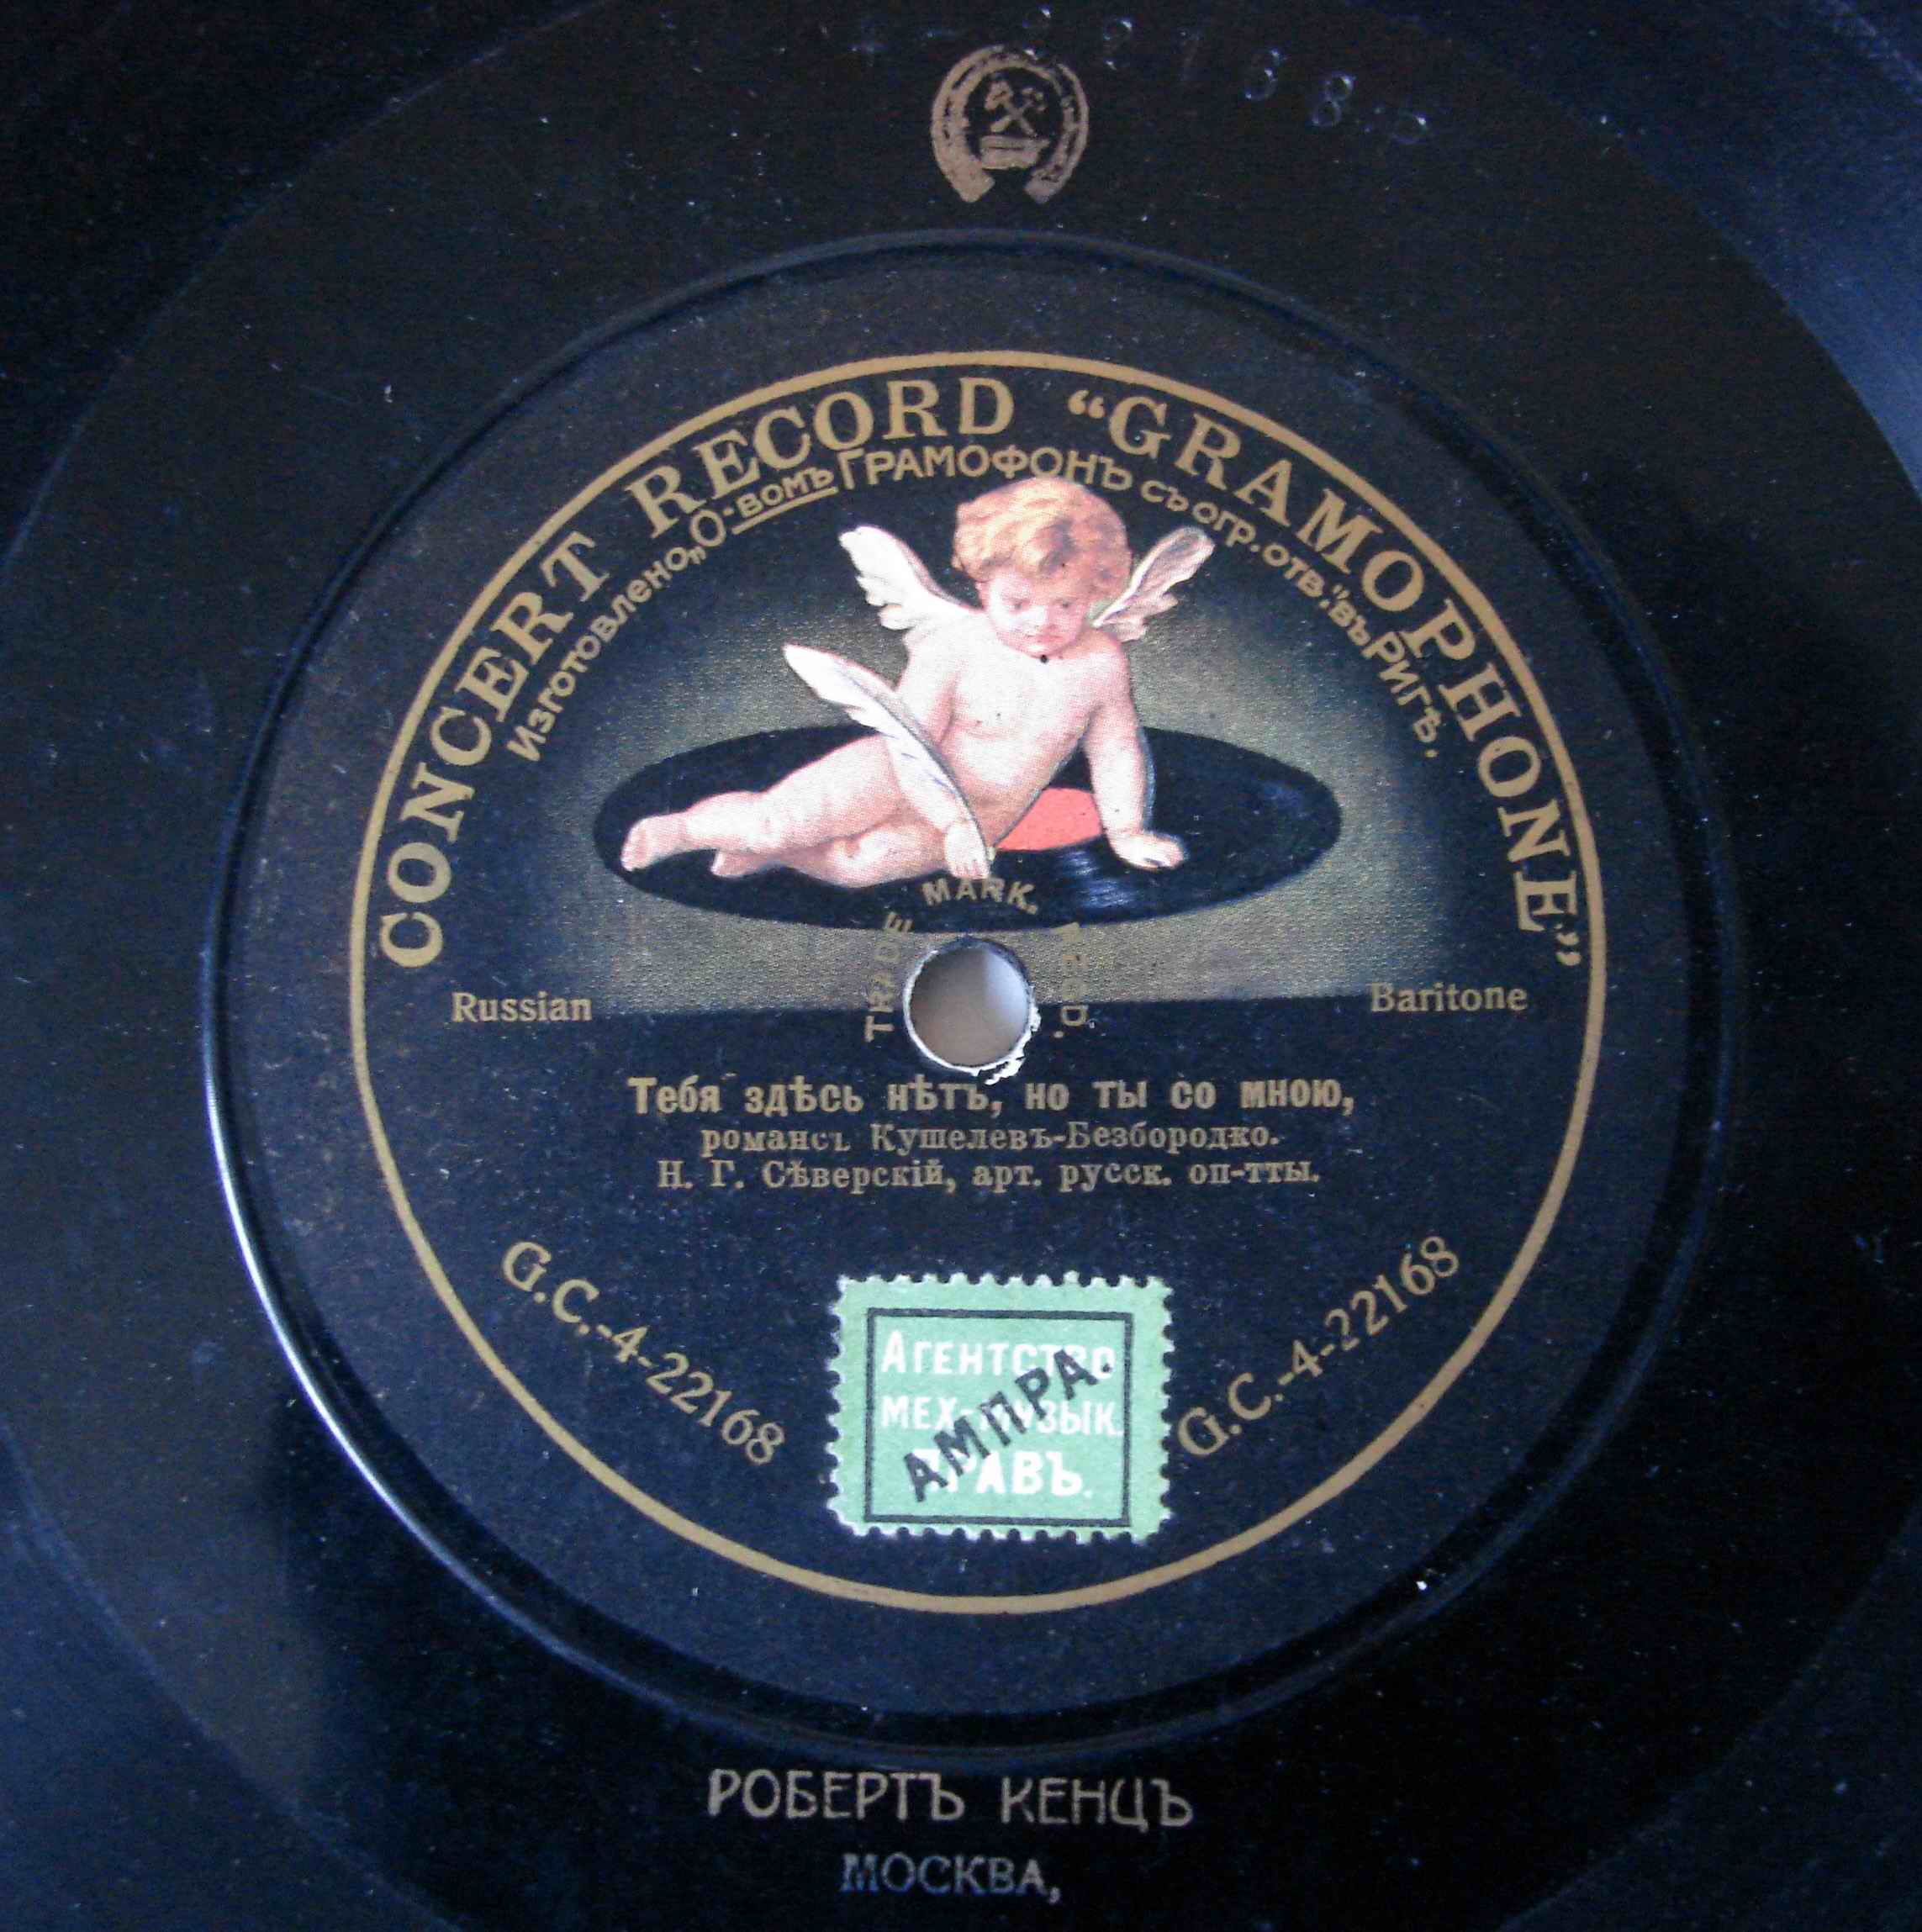 2168
CONCERT RECORD “GRAMOPHONE”
Изготовлено „О-вомъ ГРАМОФОНЪ съ огр. отв.“ въ Ригѣ.
TRADE MARK.
Russian
Baritone
Тебя здѣсь нѣтъ, но ты со мною,
романсъ Кушелевъ-Безбородко.
Н. Г. Сѣверскій, арт. русск. оп-тты.
G.C.-4-22168
G.C.-4-22168
Агентство
мех-музык.
правъ.
АМПРА.
РОБЕРТЪ КЕНЦЪ
МОСКВА,